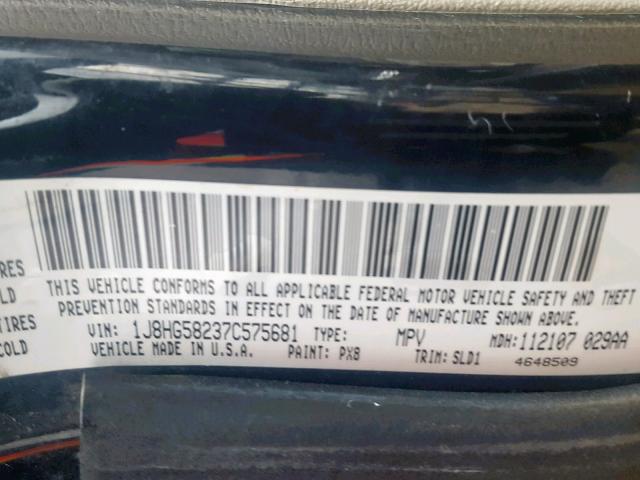 IRES
LD
TIRES
COLD
THIS VEHICLE CONFORMS TO ALL APPLICABLE FEDERAL MOTOR VEHICLE SAFETY AND THEFT
PREVENTION STANDARDS IN EFFECT ON THE DATE OF MANUFACTURE SHOWN ABOVE.
VIN: 1J8HG58237C575681 TYPE: MPV MDH:112107 029AA
VEHICLE MADE IN U.S.A. PAINT: PX8 TRIM: SLD1 4648509